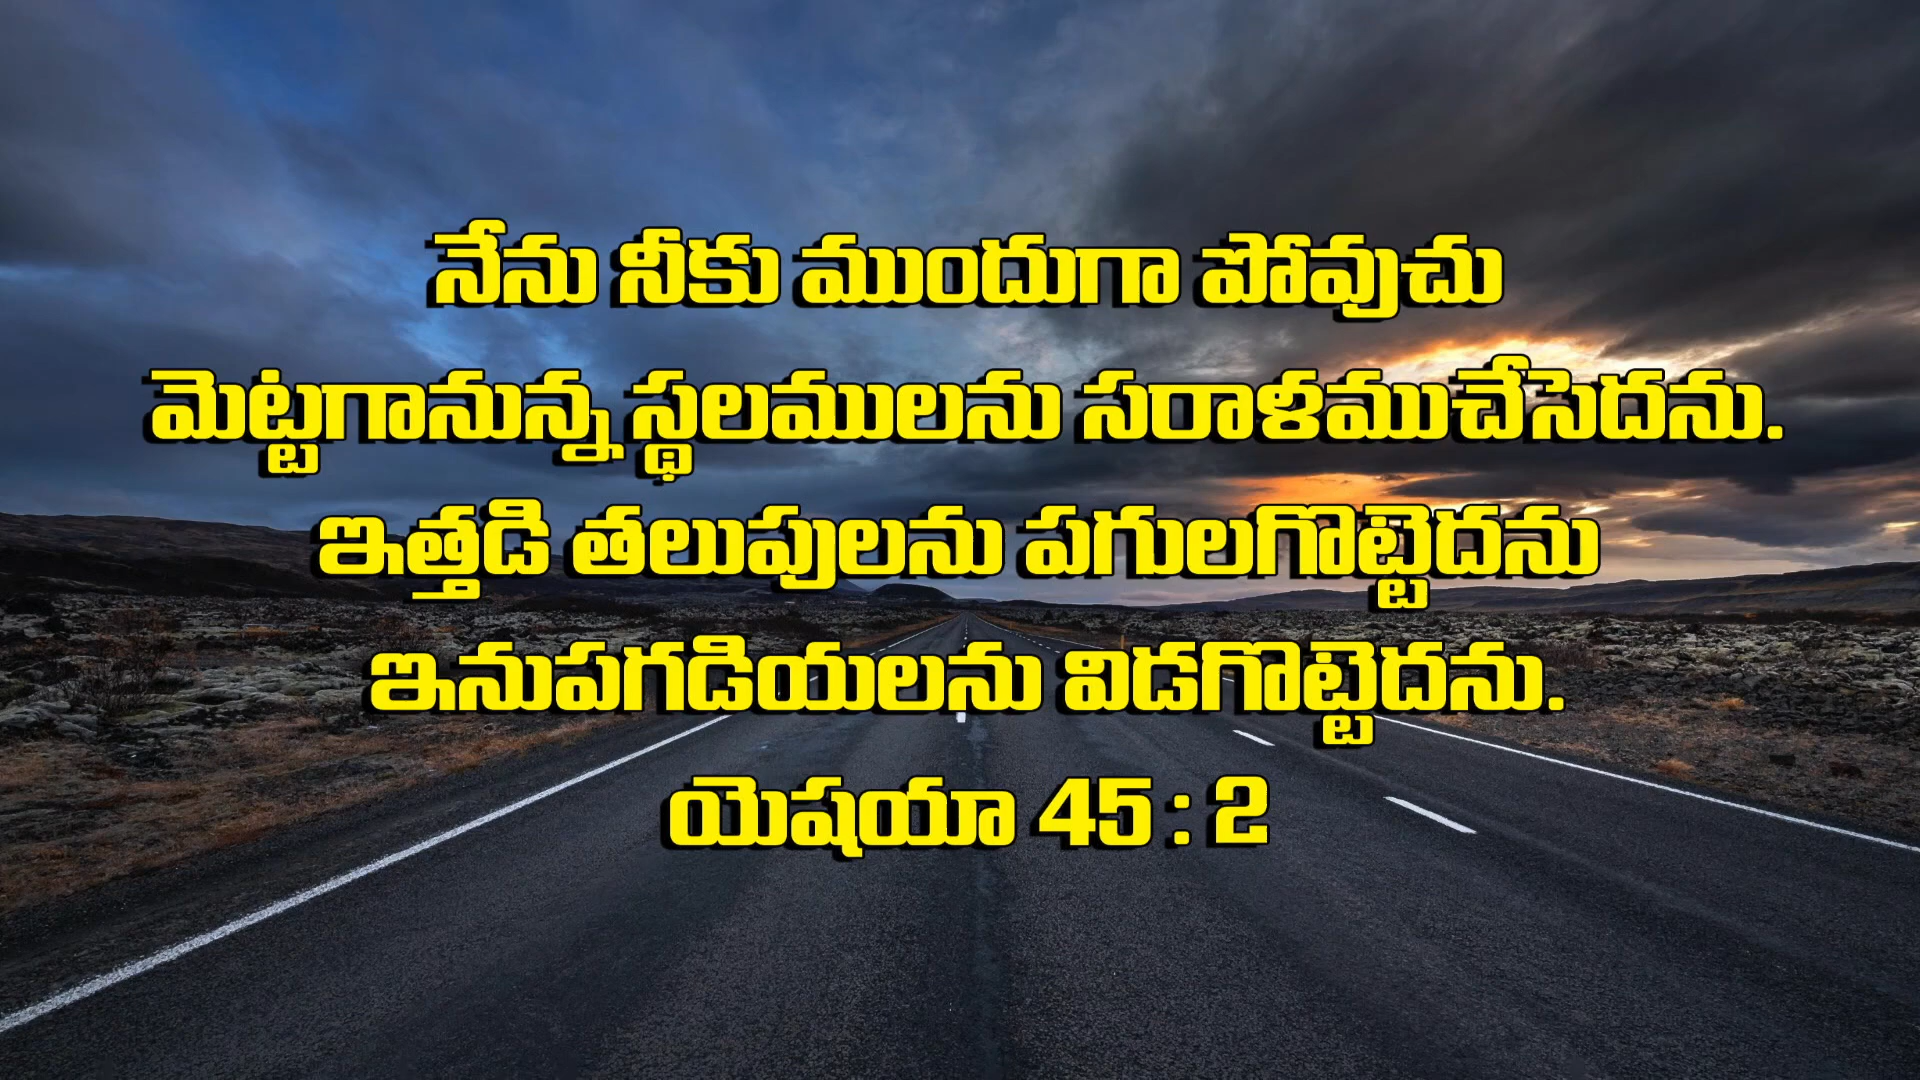 నేను నీకు ముందుగా పోవుచు
మెట్టగానున్న స్థలములను సరాళముచేసెదను.
ఇత్తడి తలుపులను పగులగొట్టెదను
ఇనుపగడియలను విడగొట్టెదను.
యెషయా 45 : 2